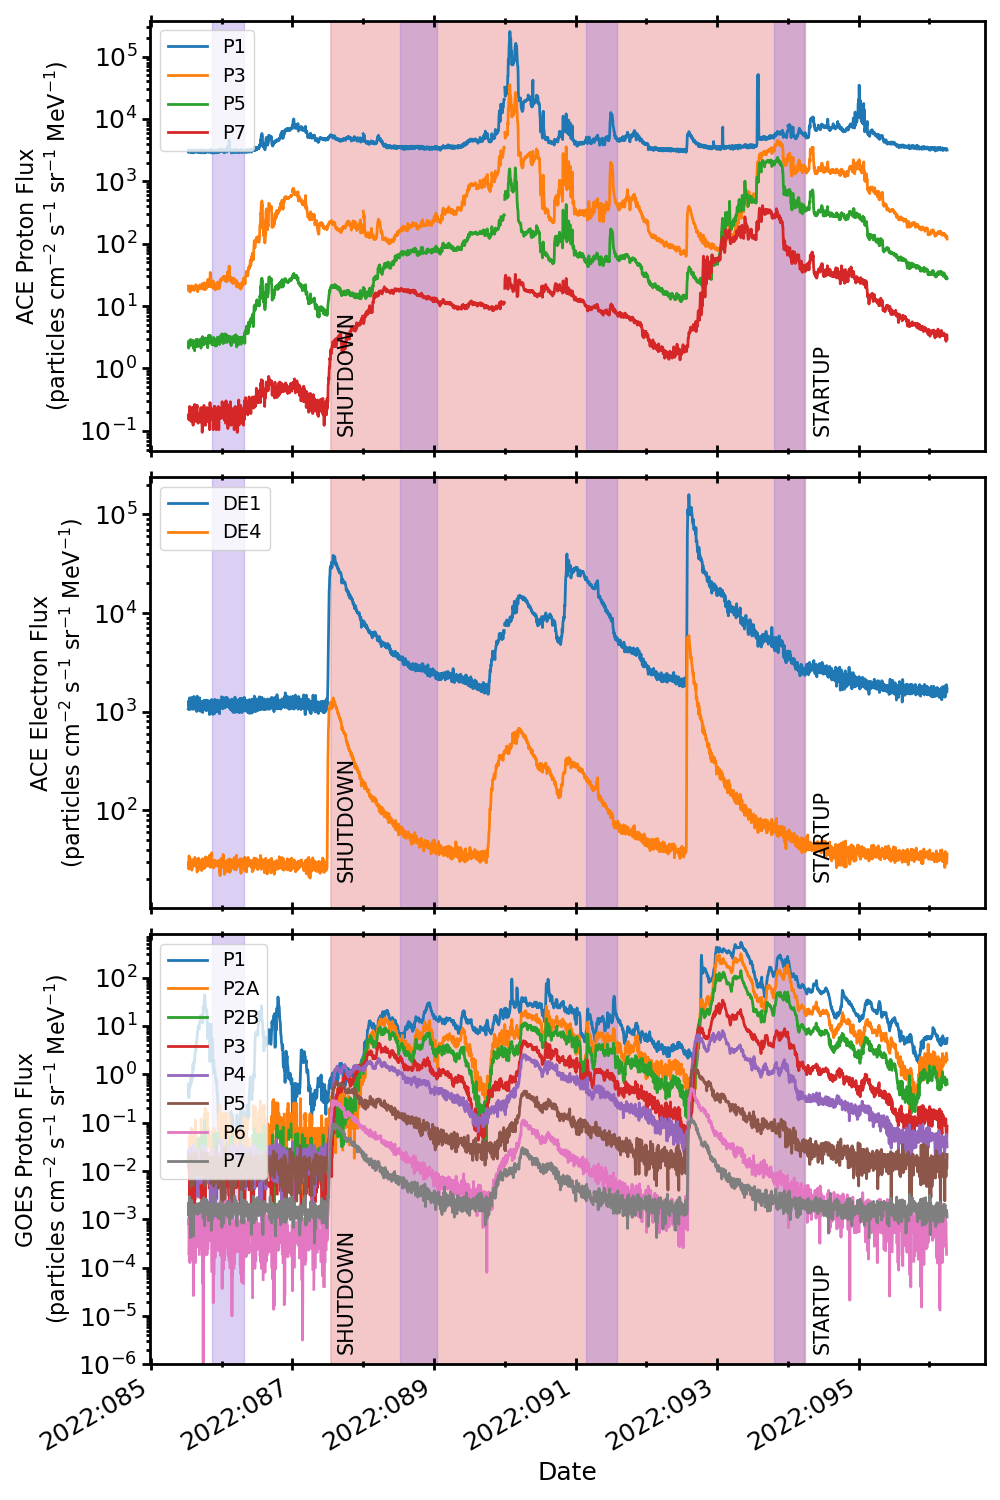 ACE Proton Flux
(particles cm⁻² s⁻¹ sr⁻¹ MeV⁻¹)
10⁵
10⁴
10³
10²
10¹
10⁰
10⁻¹
P1
P3
P5
P7
SHUTDOWN
STARTUP
ACE Electron Flux
(particles cm⁻² s⁻¹ sr⁻¹ MeV⁻¹)
10⁵
10⁴
10³
10²
DE1
DE4
SHUTDOWN
STARTUP
GOES Proton Flux
(particles cm⁻² s⁻¹ sr⁻¹ MeV⁻¹)
10²
10¹
10⁰
10⁻¹
10⁻²
10⁻³
10⁻⁴
10⁻⁵
10⁻⁶
P1
P2A
P2B
P3
P4
P5
P6
P7
SHUTDOWN
STARTUP
2022:085
2022:087
2022:089
2022:091
2022:093
2022:095
Date